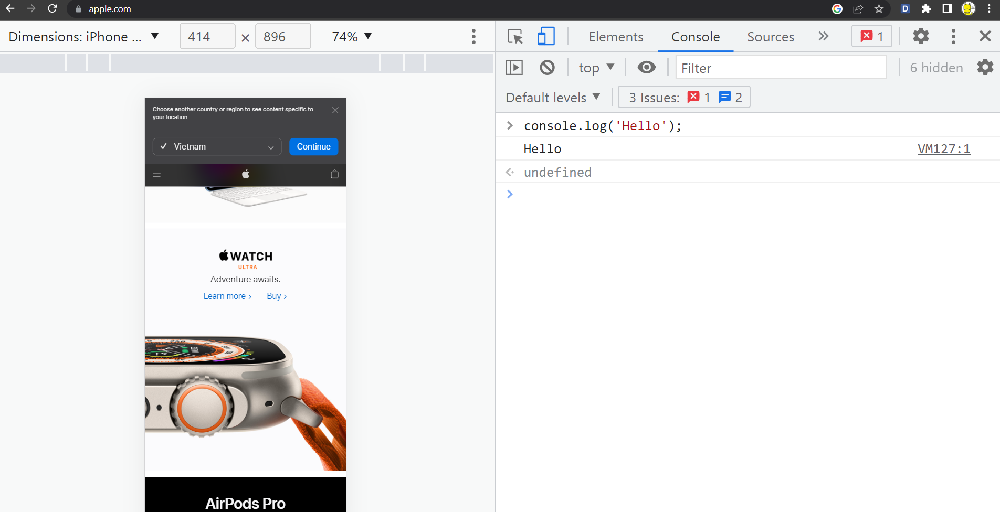 apple.com
D
Dimensions: iPhone ...
414 × 896
74%
Elements
Console
Sources
1
top
Filter
6 hidden
Default levels
3 Issues: 1 2
console.log('Hello');
Hello
VM127:1
undefined
Choose another country or region to see content specific to
your location.
Vietnam
Continue
WATCH
ULTRA
Adventure awaits.
Learn more >
Buy >
AirPods Pro